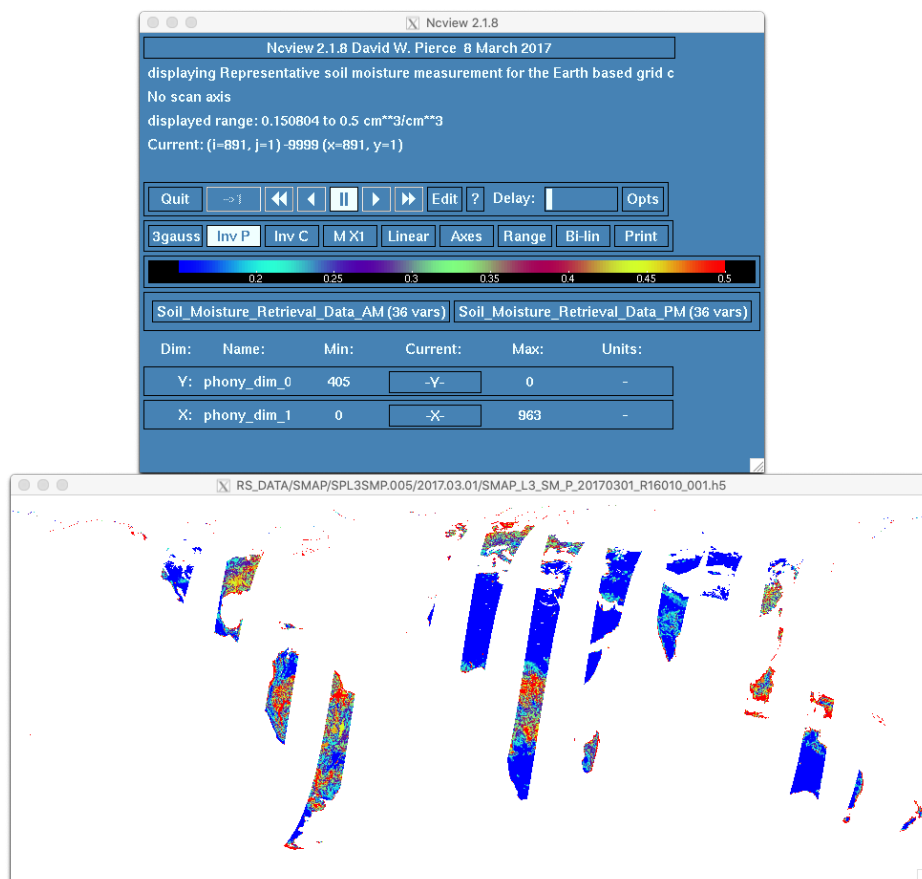 Ncview 2.1.8
Ncview 2.1.8 David W. Pierce 8 March 2017
displaying Representative soil moisture measurement for the Earth based grid c
No scan axis
displayed range: 0.150804 to 0.5 cm**3/cm**3
Current: (i=891, j=1) -9999 (x=891, y=1)
Quit ->1 Edit ? Delay: Opts
3gauss Inv P Inv C M X1 Linear Axes Range Bi-lin Print
0.2 0.25 0.3 0.35 0.4 0.45 0.5
Soil_Moisture_Retrieval_Data_AM (36 vars) Soil_Moisture_Retrieval_Data_PM (36 vars)
Dim: Name: Min: Current: Max: Units:
Y: phony_dim_0 405 -Y- 0 -
X: phony_dim_1 0 -X- 963 -
RS_DATA/SMAP/SPL3SMP.005/2017.03.01/SMAP_L3_SM_P_20170301_R16010_001.h5